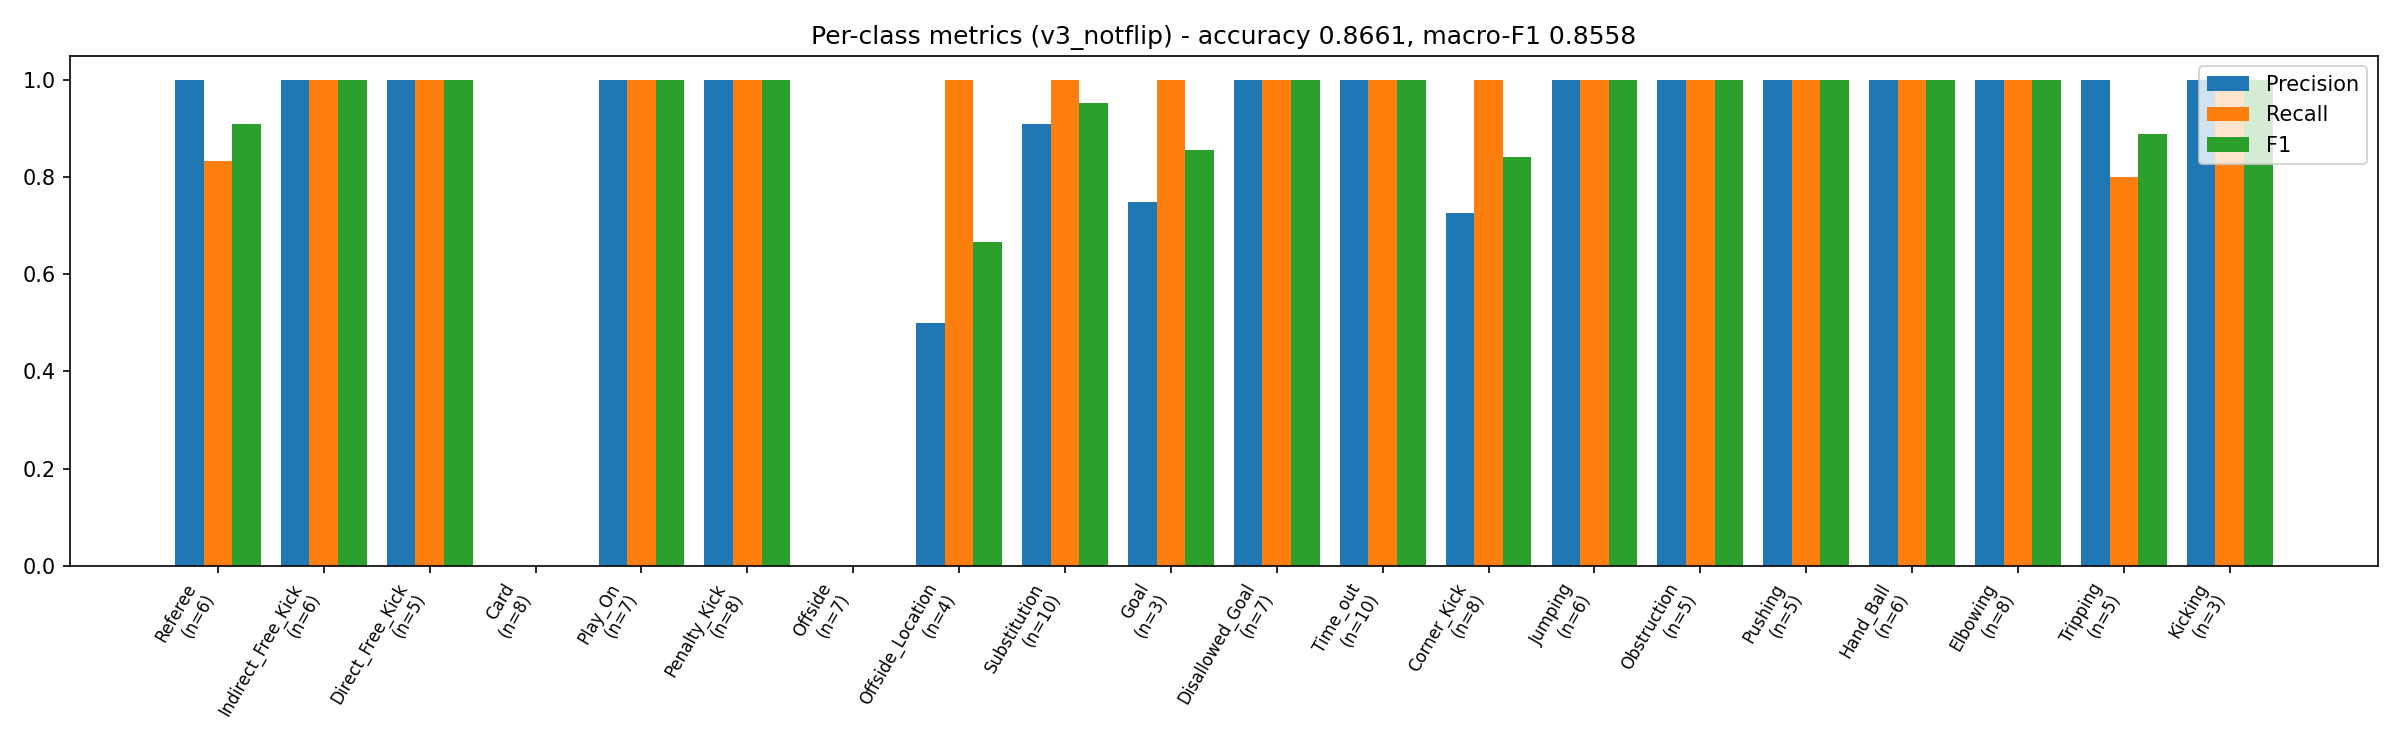 Per-class metrics (v3_notflip) - accuracy 0.8661, macro-F1 0.8558
1.0
0.8
0.6
0.4
0.2
0.0
Precision
Recall
F1
Referee
(n=6)
Indirect_Free_Kick
(n=6)
Direct_Free_Kick
(n=5)
Card
(n=8)
Play_On
(n=7)
Penalty_Kick
(n=8)
Offside
(n=7)
Offside_Location
(n=4)
Substitution
(n=10)
Goal
(n=3)
Disallowed_Goal
(n=7)
Time_out
(n=10)
Corner_Kick
(n=8)
Jumping
(n=6)
Obstruction
(n=5)
Pushing
(n=5)
Hand_Ball
(n=6)
Elbowing
(n=8)
Tripping
(n=5)
Kicking
(n=3)